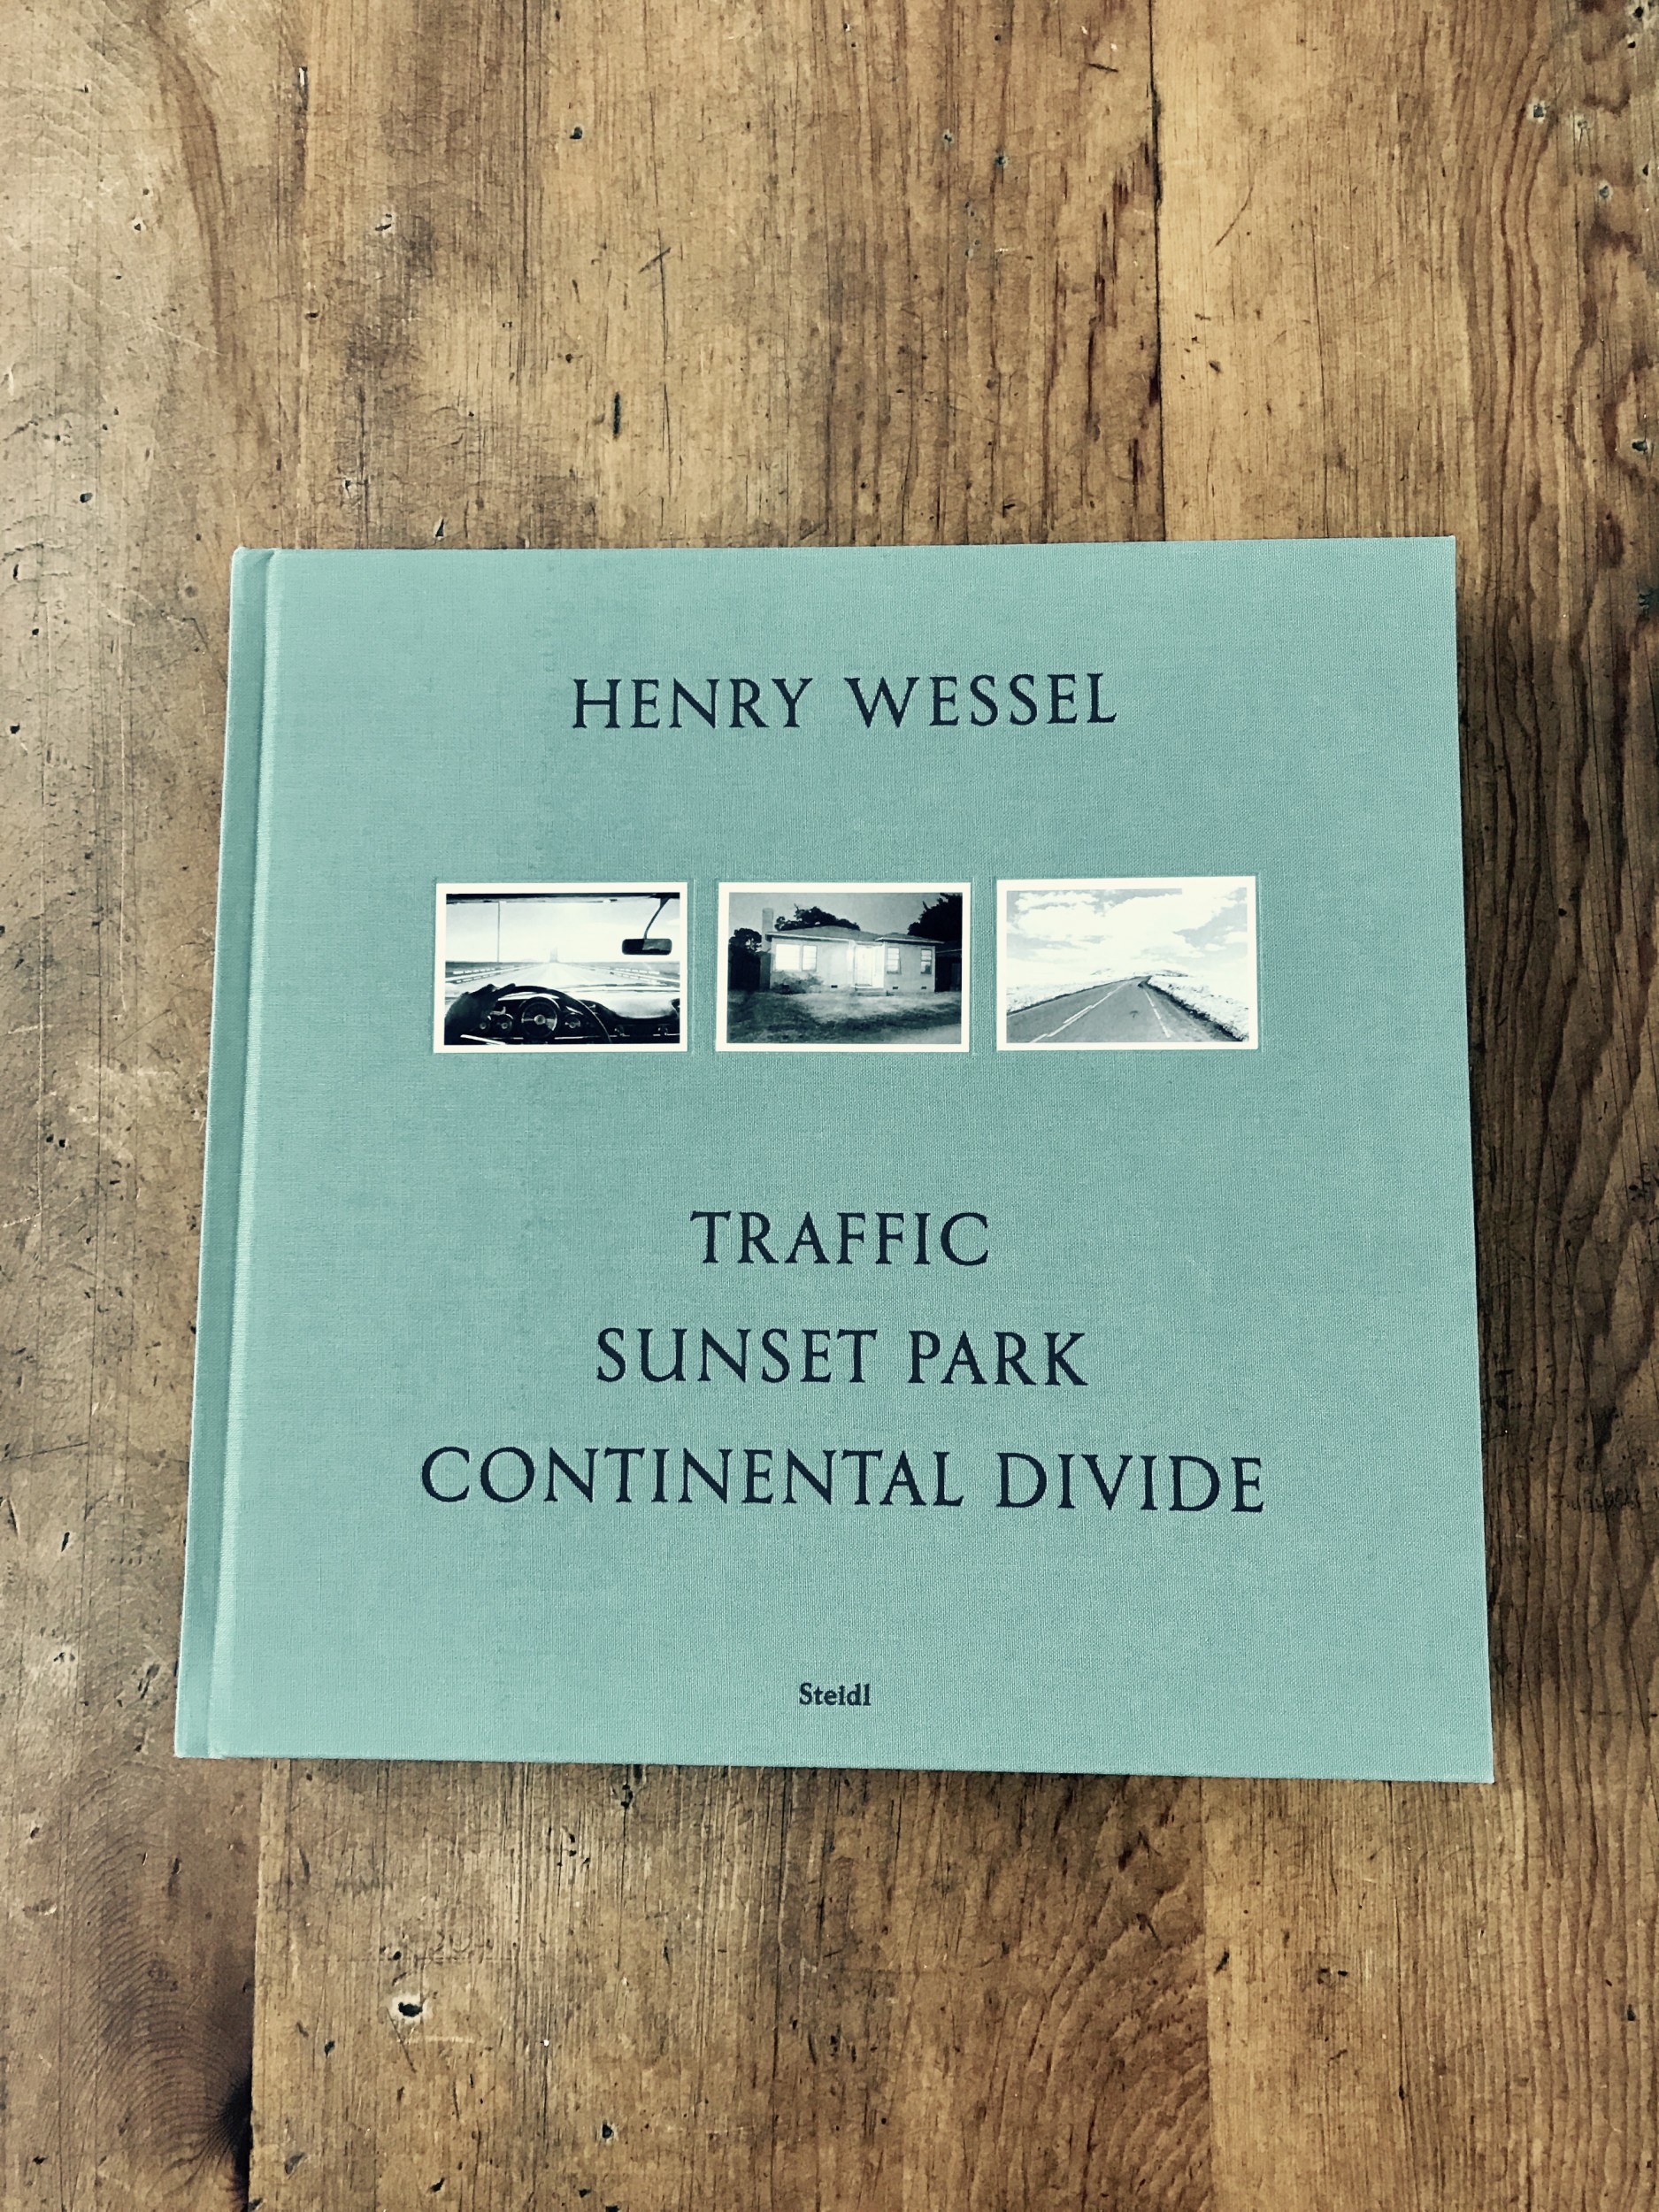 HENRY WESSEL
TRAFFIC
SUNSET PARK
CONTINENTAL DIVIDE
Steidl